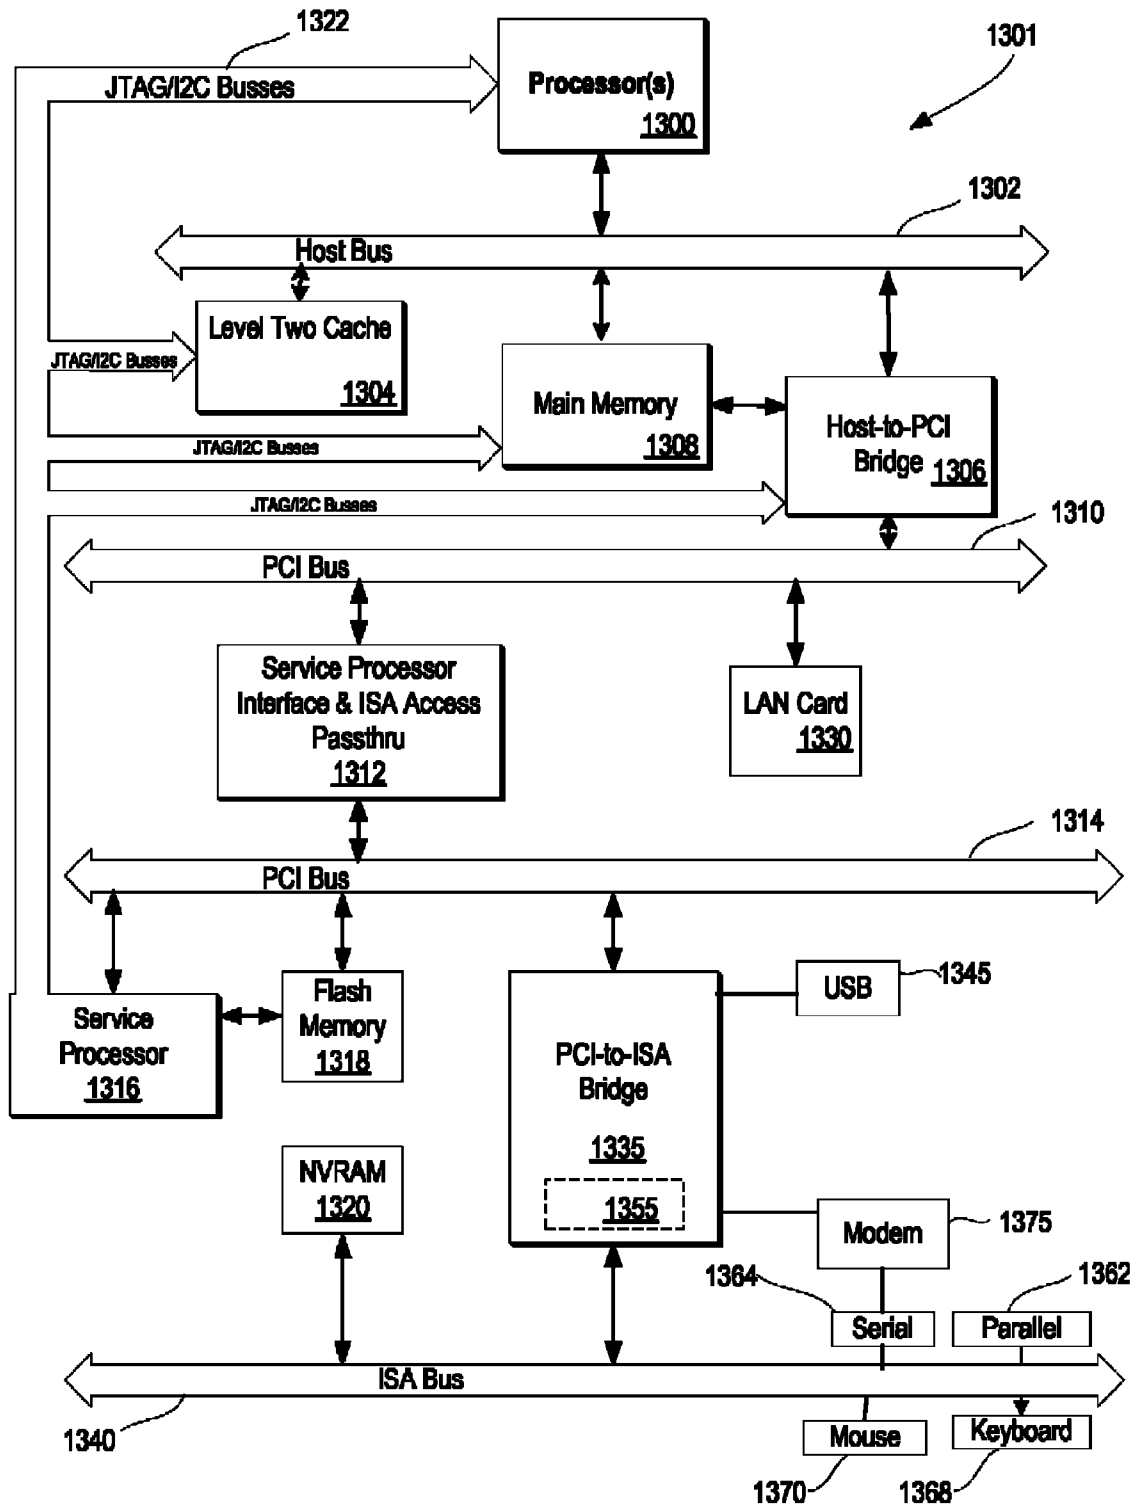 1322
1301
JTAG/I2C Busses
Processor(s)
1300
1302
Host Bus
Level Two Cache
1304
JTAG/I2C Busses
Main Memory
1308
Host-to-PCI
Bridge
1306
JTAG/I2C Busses
JTAG/I2C Busses
1310
PCI Bus
Service Processor
Interface & ISA Access
Passthru
1312
LAN Card
1330
1314
PCI Bus
Service
Processor
1316
Flash
Memory
1318
PCI-to-ISA
Bridge
1335
1355
USB
1345
NVRAM
1320
Modem
1375
1364
1362
Serial
Parallel
ISA Bus
1340
Mouse
Keyboard
1370
1368